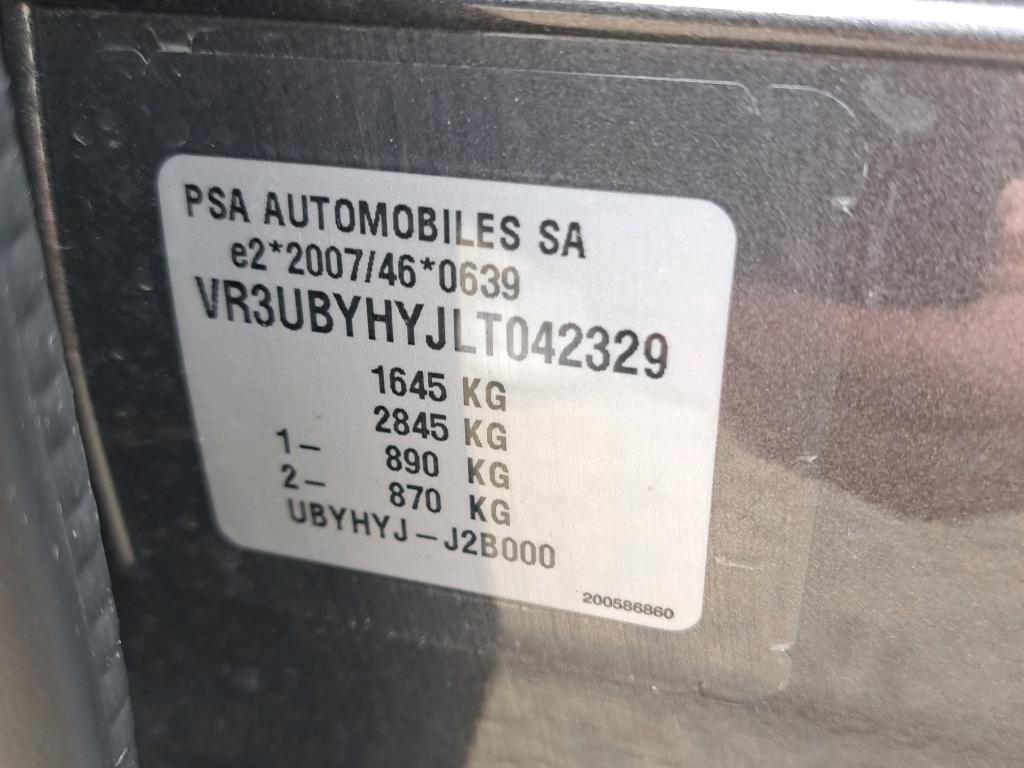 PSA AUTOMOBILES SA
e2*2007/46*0639
VR3UBYHYJLT042329
1645 KG
2845 KG
1- 890 KG
2- 870 KG
UBYHYJ-J2B000
200586860